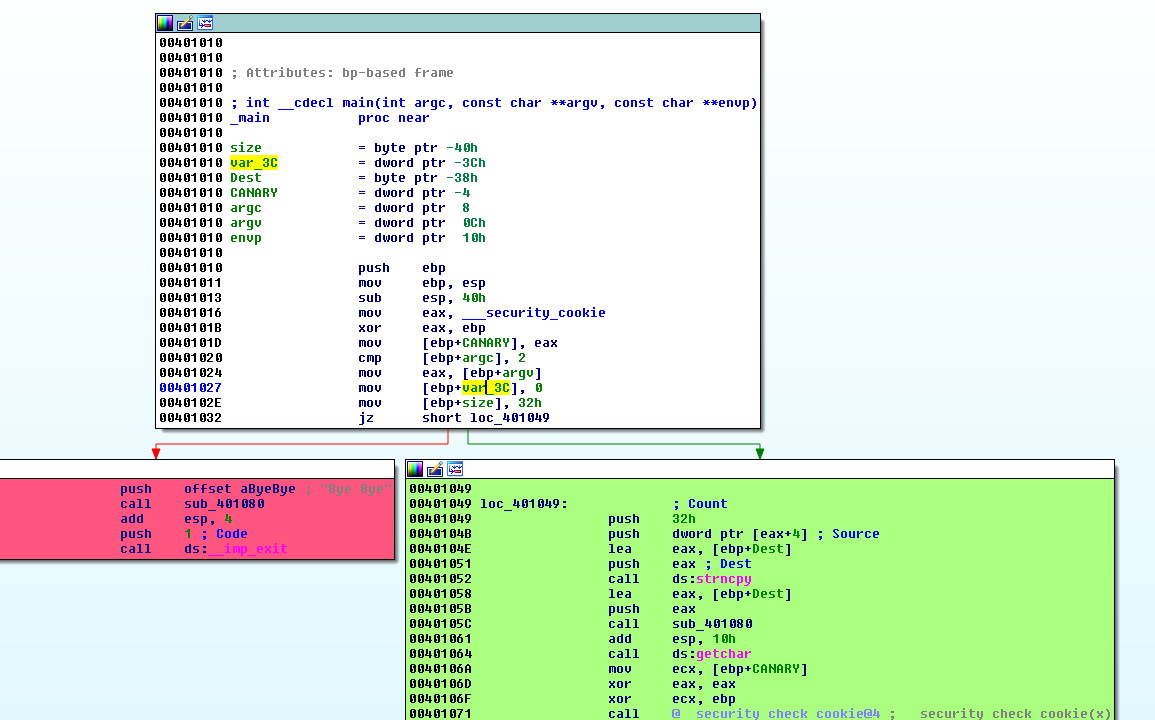 00401010
00401010
00401010 ; Attributes: bp-based frame
00401010
00401010 ; int __cdecl main(int argc, const char **argv, const char **envp)
00401010 _main proc near
00401010
00401010 size = byte ptr -40h
00401010 var_3C = dword ptr -3Ch
00401010 Dest = byte ptr -38h
00401010 CANARY = dword ptr -4
00401010 argc = dword ptr 8
00401010 argv = dword ptr 0Ch
00401010 envp = dword ptr 10h
00401010
00401010 push ebp
00401011 mov ebp, esp
00401013 sub esp, 40h
00401016 mov eax, ___security_cookie
0040101B xor eax, ebp
0040101D mov [ebp+CANARY], eax
00401020 cmp [ebp+argc], 2
00401024 mov eax, [ebp+argv]
00401027 mov [ebp+var_3C], 0
0040102E mov [ebp+size], 32h
00401032 jz short loc_401049
push offset aByeBye ; "Bye Bye"
call sub_401080
add esp, 4
push 1 ; Code
call ds:__imp_exit
00401049
00401049 loc_401049: ; Count
00401049 push 32h
0040104B push dword ptr [eax+4] ; Source
0040104E lea eax, [ebp+Dest]
00401051 push eax ; Dest
00401052 call ds:strncpy
00401058 lea eax, [ebp+Dest]
0040105B push eax
0040105C call sub_401080
00401061 add esp, 10h
00401064 call ds:getchar
0040106A mov ecx, [ebp+CANARY]
0040106D xor eax, eax
0040106F xor ecx, ebp
00401071 call @__security_check_cookie@4 ; __security_check_cookie(x)